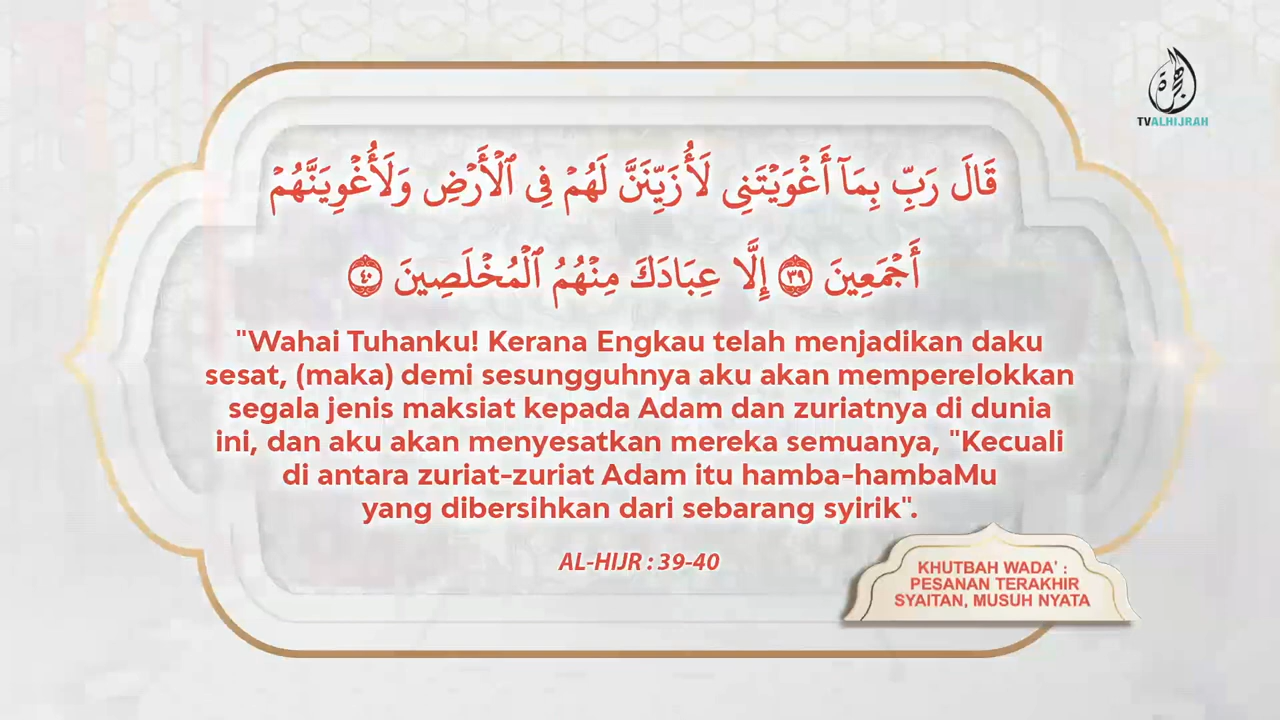 هجرة
TVALHIJRAH
قَالَ رَبِّ بِمَآ أَغْوَيْتَنِى لَأُزَيِّنَنَّ لَهُمْ فِى ٱلْأَرْضِ وَلَأُغْوِيَنَّهُمْ
أَجْمَعِينَ ٣٩ إِلَّا عِبَادَكَ مِنْهُمُ ٱلْمُخْلَصِينَ ٤٠
"Wahai Tuhanku! Kerana Engkau telah menjadikan daku
sesat, (maka) demi sesungguhnya aku akan memperelokkan
segala jenis maksiat kepada Adam dan zuriatnya di dunia
ini, dan aku akan menyesatkan mereka semuanya, "Kecuali
di antara zuriat-zuriat Adam itu hamba-hambaMu
yang dibersihkan dari sebarang syirik".
AL-HIJR : 39-40
KHUTBAH WADA' :
PESANAN TERAKHIR
SYAITAN, MUSUH NYATA